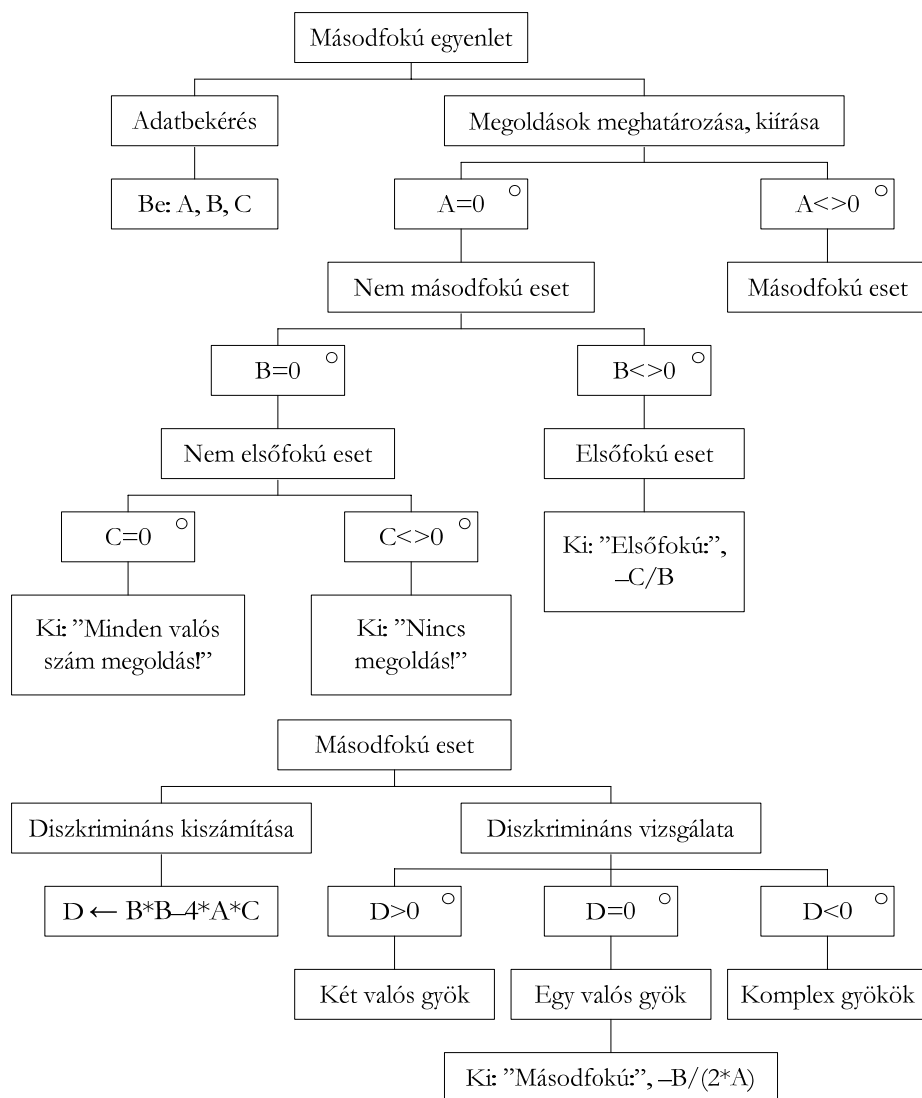 Másodfokú egyenlet
Adatbekérés
Megoldások meghatározása, kiírása
Be: A, B, C
A=0
A<>0
Nem másodfokú eset
Másodfokú eset
B=0
B<>0
Nem elsőfokú eset
Elsőfokú eset
C=0
C<>0
Ki: ”Elsőfokú:”,
–C/B
Ki: ”Minden valós
szám megoldás!”
Ki: ”Nincs
megoldás!”
Másodfokú eset
Diszkrimináns kiszámítása
Diszkrimináns vizsgálata
D ← B*B–4*A*C
D>0
D=0
D<0
Két valós gyök
Egy valós gyök
Komplex gyökök
Ki: ”Másodfokú:”, –B/(2*A)